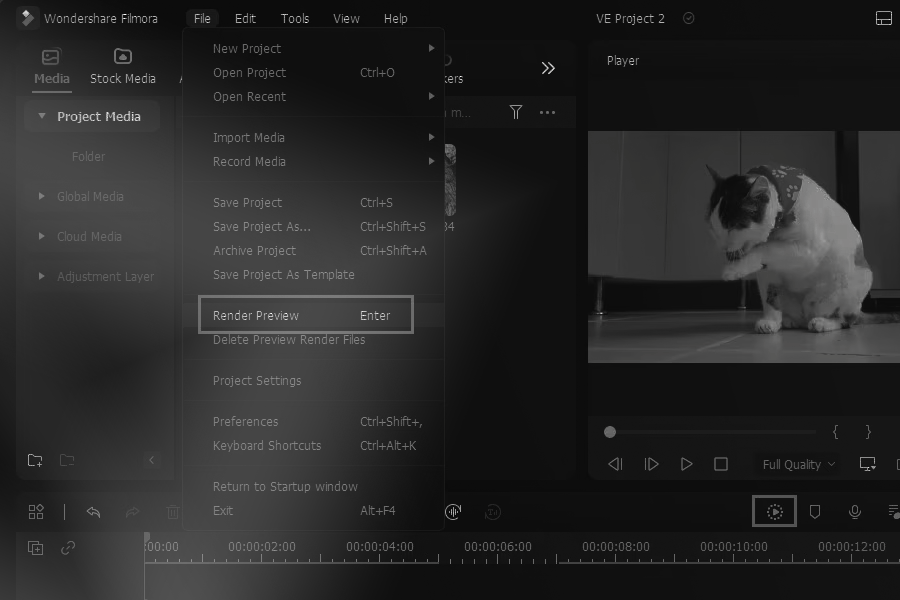 Wondershare Filmora File Edit Tools View Help VE Project 2
Media Stock Media
Project Media
Folder
Global Media
Cloud Media
Adjustment Layer
New Project
Open Project Ctrl+O
Open Recent
Import Media
Record Media
Save Project Ctrl+S
Save Project As... Ctrl+Shift+S
Archive Project Ctrl+Shift+A
Save Project As Template
Render Preview Enter
Delete Preview Render Files
Project Settings
Preferences Ctrl+Shift+,
Keyboard Shortcuts Ctrl+Alt+K
Return to Startup window
Exit Alt+F4
Player
Full Quality
:00:00 00:00:02:00 00:00:04:00 00:00:06:00 00:00:08:00 00:00:10:00 00:00:12:00